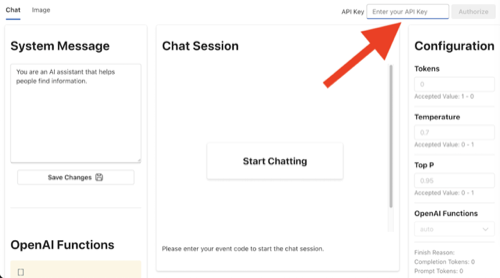 Chat Image API Key Enter your API Key Authorize
System Message
You are an AI assistant that helps
people find information.
Save Changes
OpenAI Functions
Chat Session
Start Chatting
Please enter your event code to start the chat session.
Configuration
Tokens
0
Accepted Value: 1 - 0
Temperature
0.7
Accepted Value: 0 - 1
Top P
0.95
Accepted Value: 0 - 1
OpenAI Functions
auto
Finish Reason:
Completion Tokens: 0
Prompt Tokens: 0